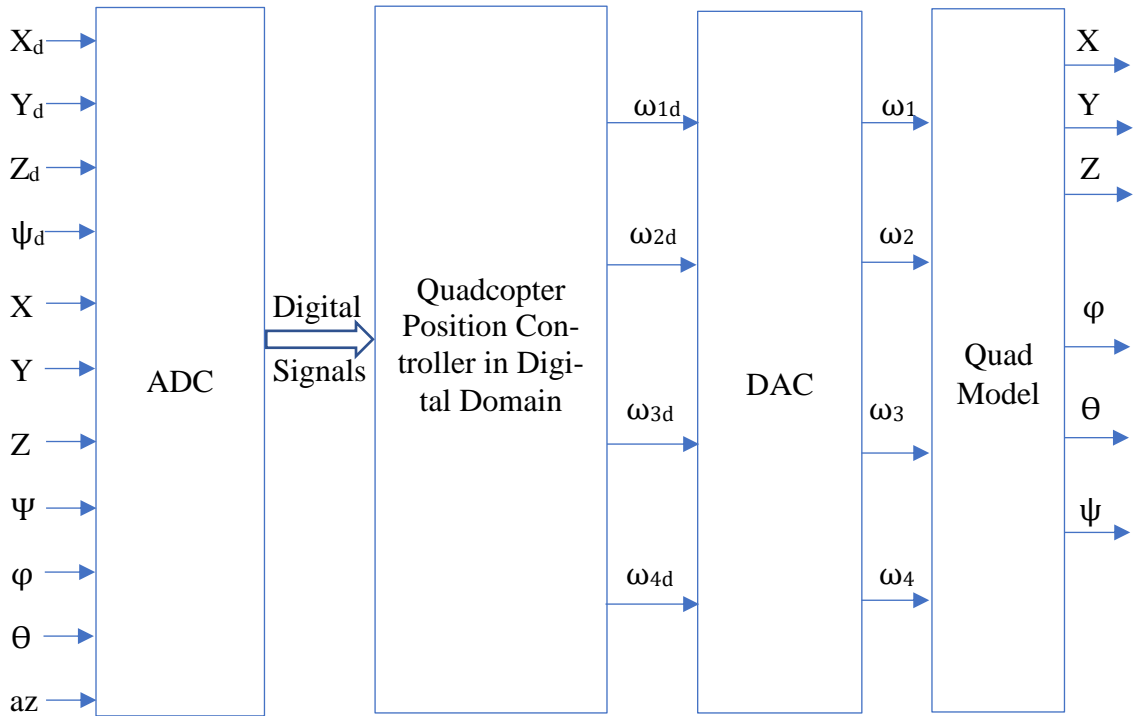 Xd
Yd
Zd
ψd
X
Y
Z
Ψ
φ
θ
az
ADC
Digital
Signals
Quadcopter
Position Con-
troller in Digi-
tal Domain
ω1d
ω2d
ω3d
ω4d
DAC
ω1
ω2
ω3
ω4
Quad
Model
X
Y
Z
φ
θ
ψ